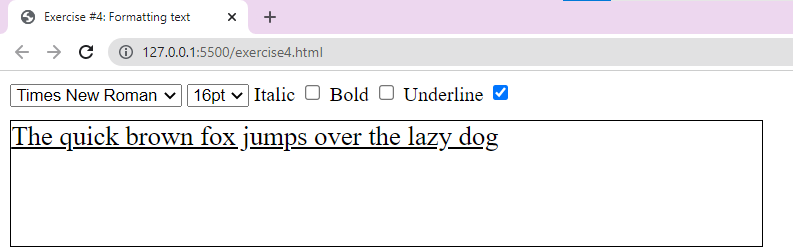 Exercise #4: Formatting text
127.0.0.1:5500/exercise4.html
Times New Roman 16pt Italic Bold Underline
The quick brown fox jumps over the lazy dog